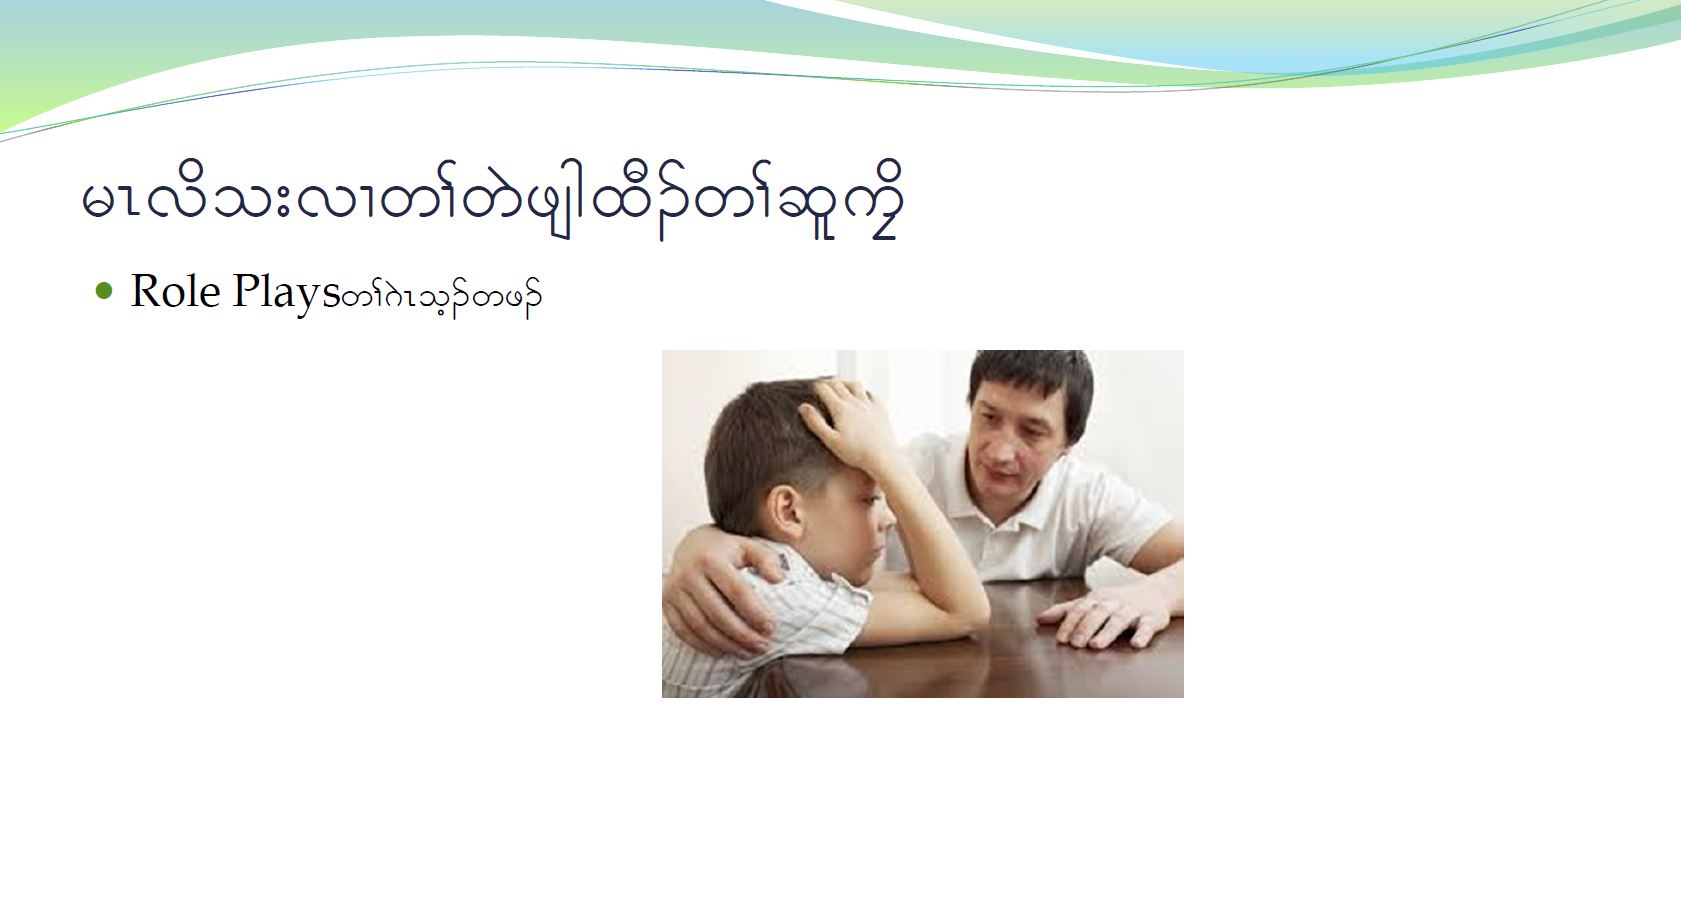 မၤလိသးလၢတၢ်တဲဖျါထီၣ်တၢ်ဆူကၠိ
Role Playsတၢ်ဂဲၤသ့ၣ်တဖၣ်